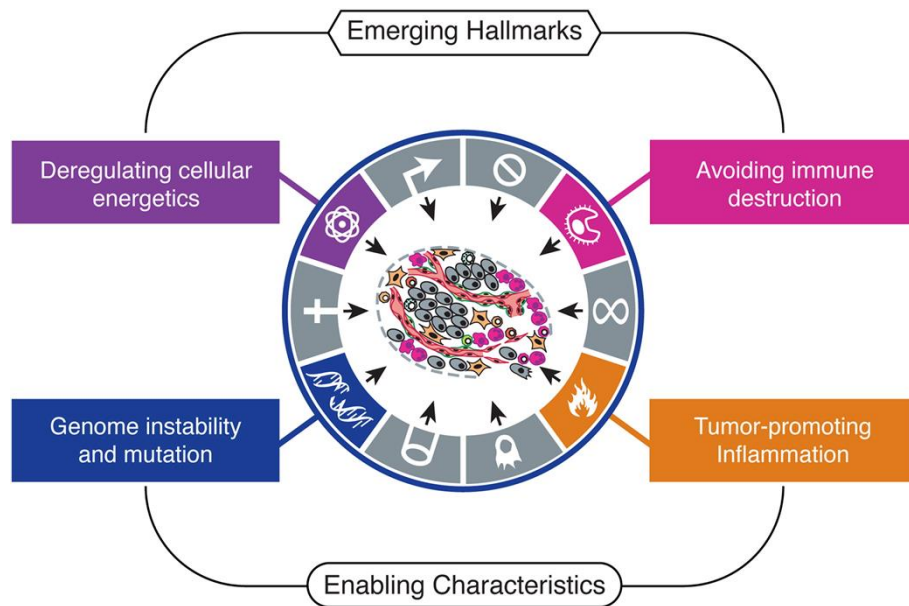 Emerging Hallmarks
Deregulating cellular
energetics
Avoiding immune
destruction
Genome instability
and mutation
Tumor-promoting
Inflammation
Enabling Characteristics